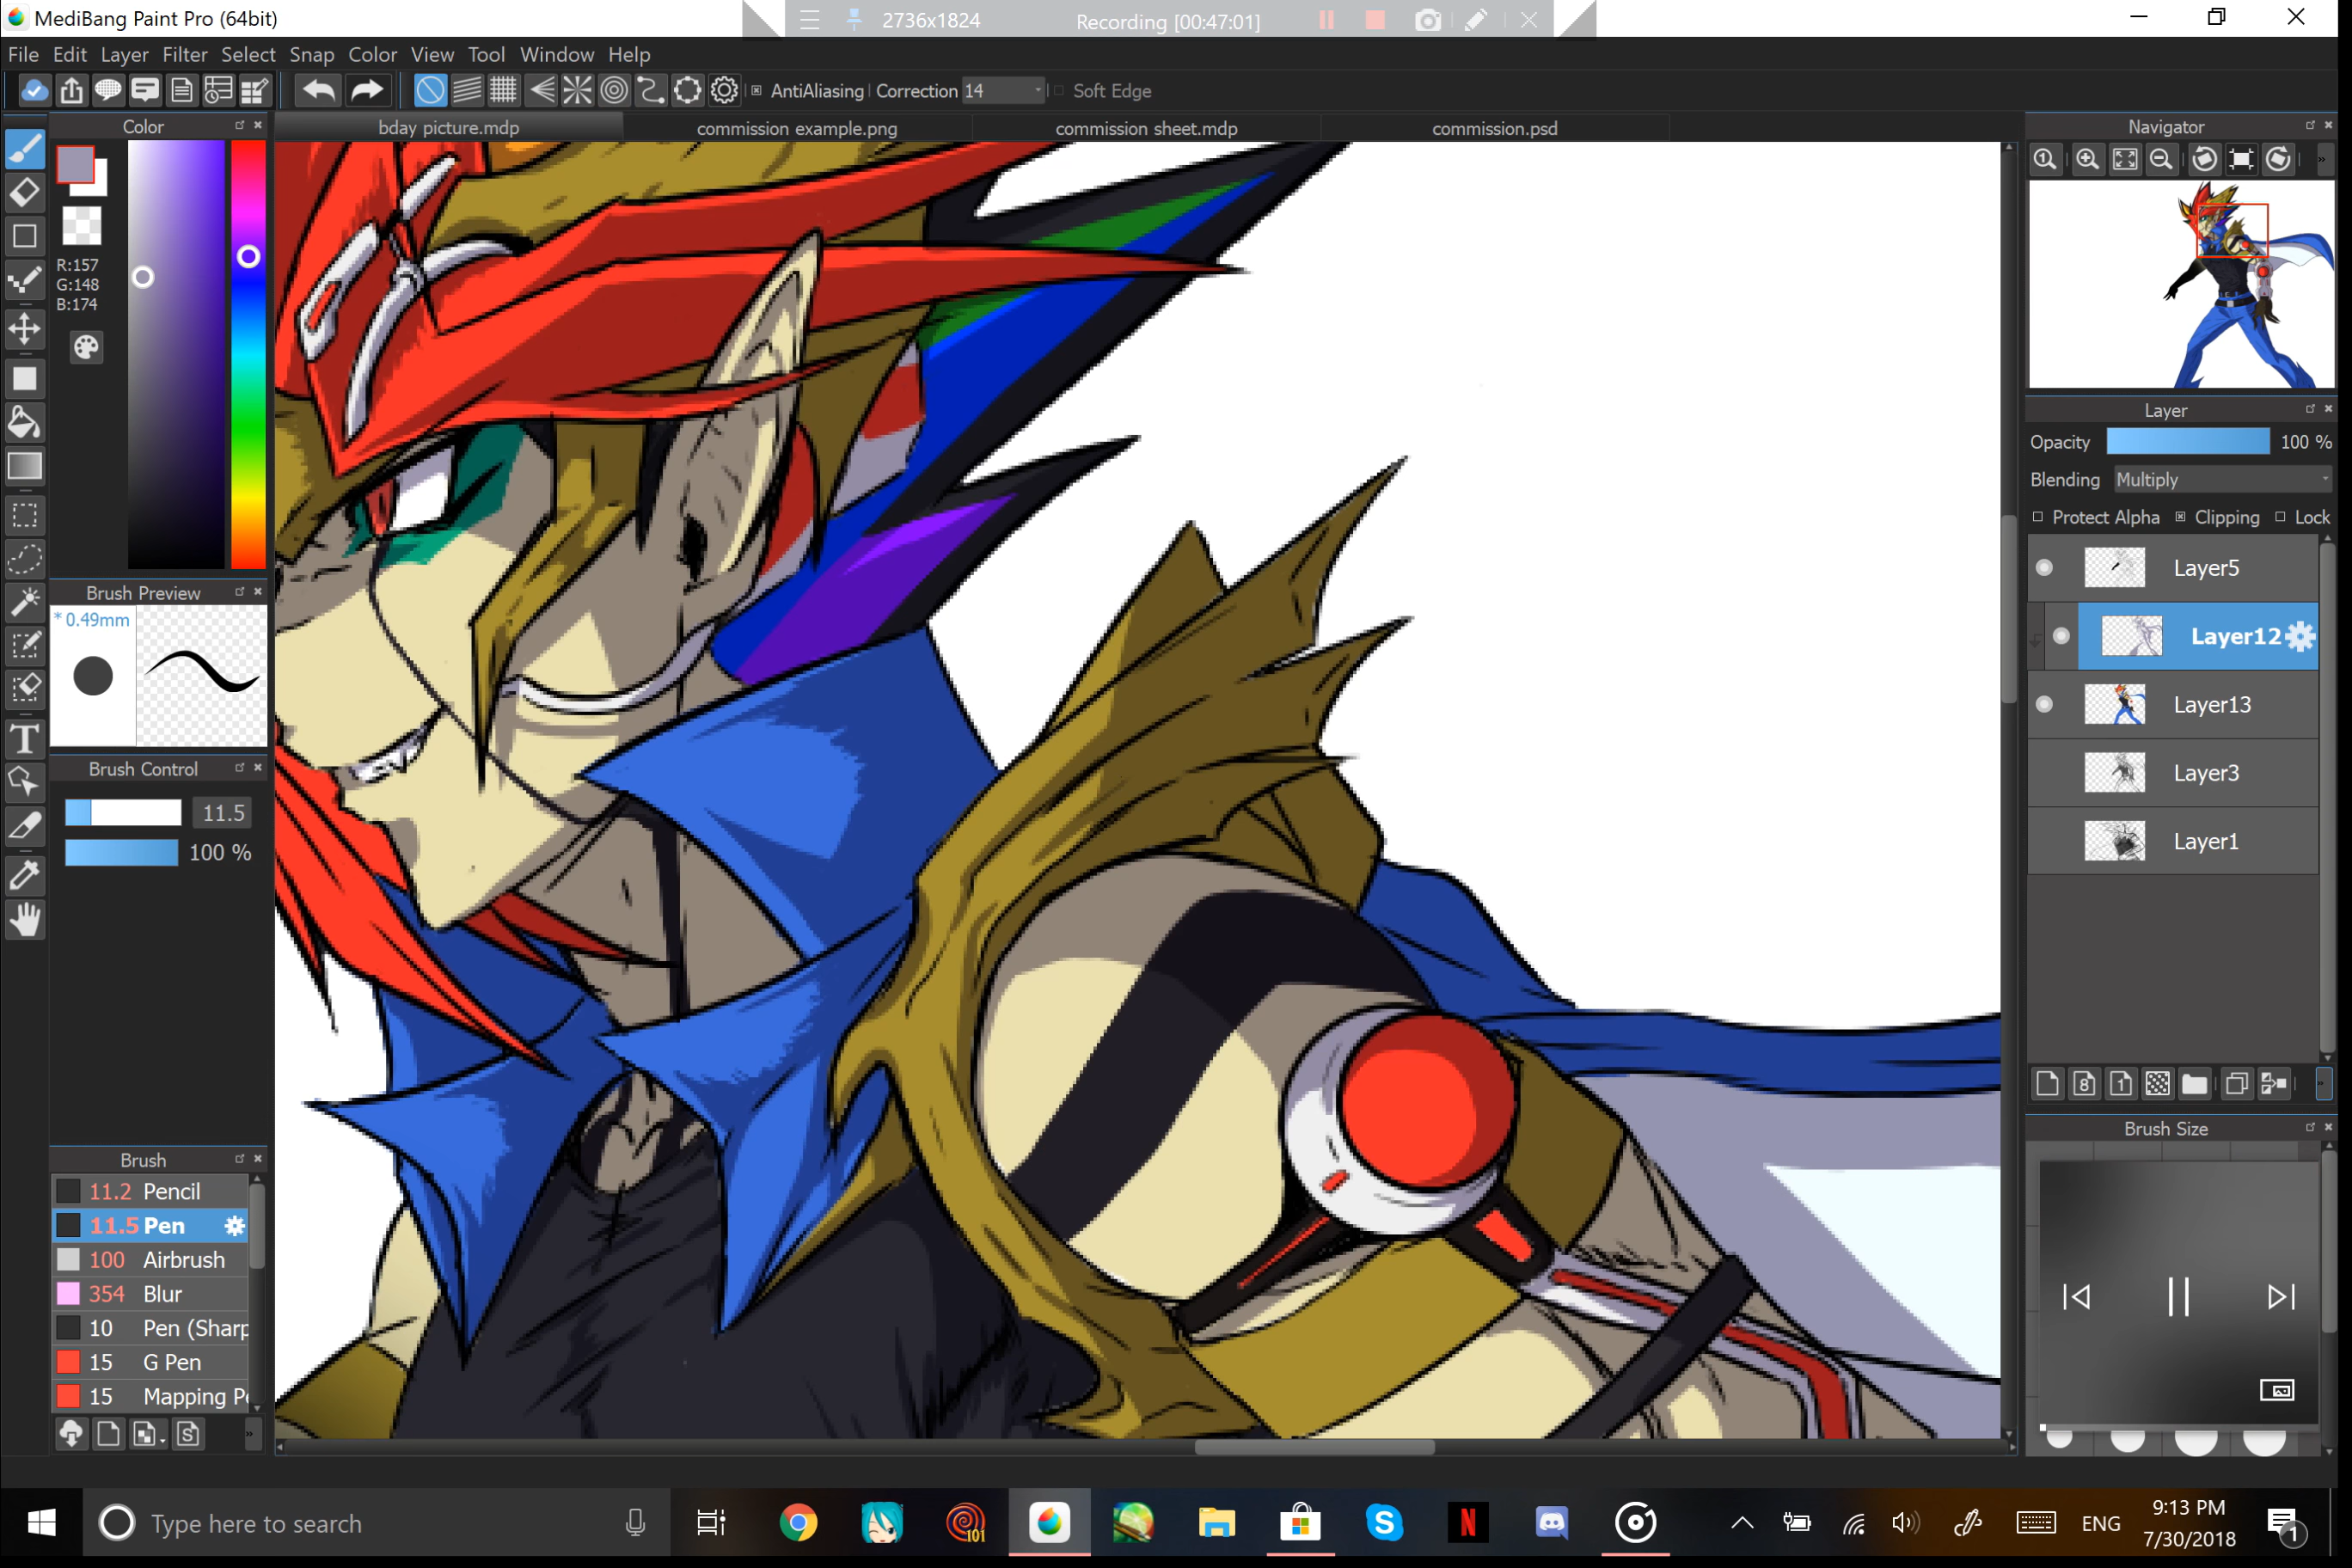 MediBang Paint Pro (64bit)
2736x1824
Recording [00:47:01]
File Edit Layer Filter Select Snap Color View Tool Window Help
AntiAliasing
Correction 14
Soft Edge
Color
bday picture.mdp
commission example.png
commission sheet.mdp
commission.psd
Navigator
R:157
G:148
B:174
Layer
Opacity 100 %
Blending Multiply
Protect Alpha Clipping Lock
Layer5
Layer12
Layer13
Layer3
Layer1
Brush Preview
* 0.49mm
Brush Control
11.5
100 %
Brush
11.2 Pencil
11.5 Pen
100 Airbrush
354 Blur
10 Pen (Sharp
15 G Pen
15 Mapping Pe
Brush Size
Type here to search
101
ENG
9:13 PM
7/30/2018
1